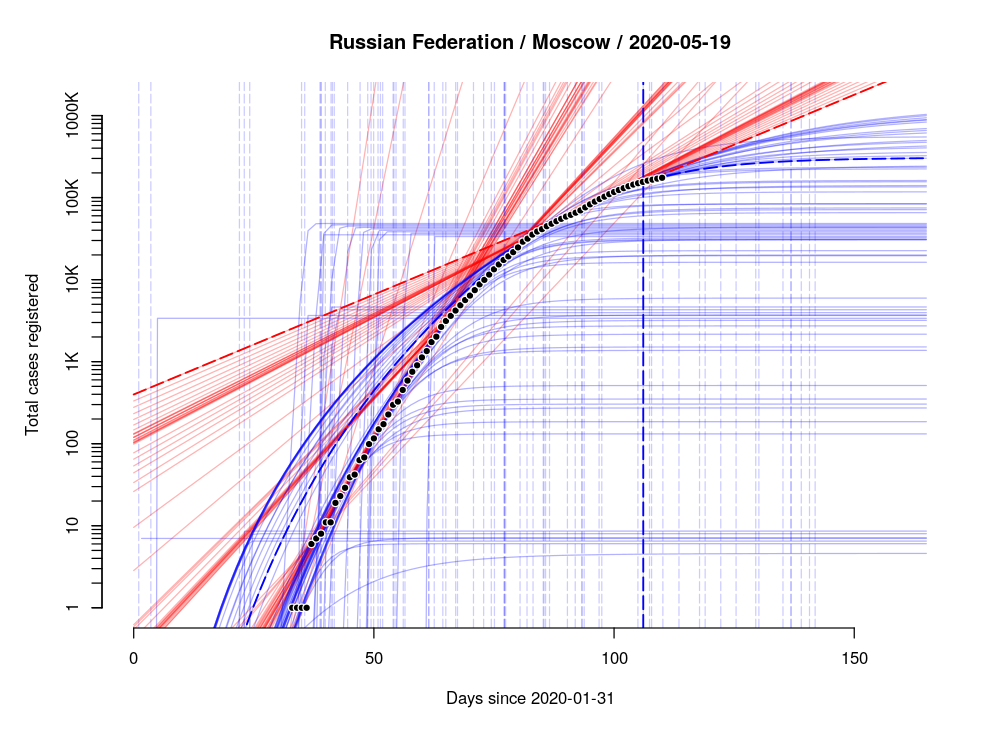 Russian Federation / Moscow / 2020-05-19
Total cases registered
1000K
100K
10K
1K
100
10
1
0 50 100 150
Days since 2020-01-31